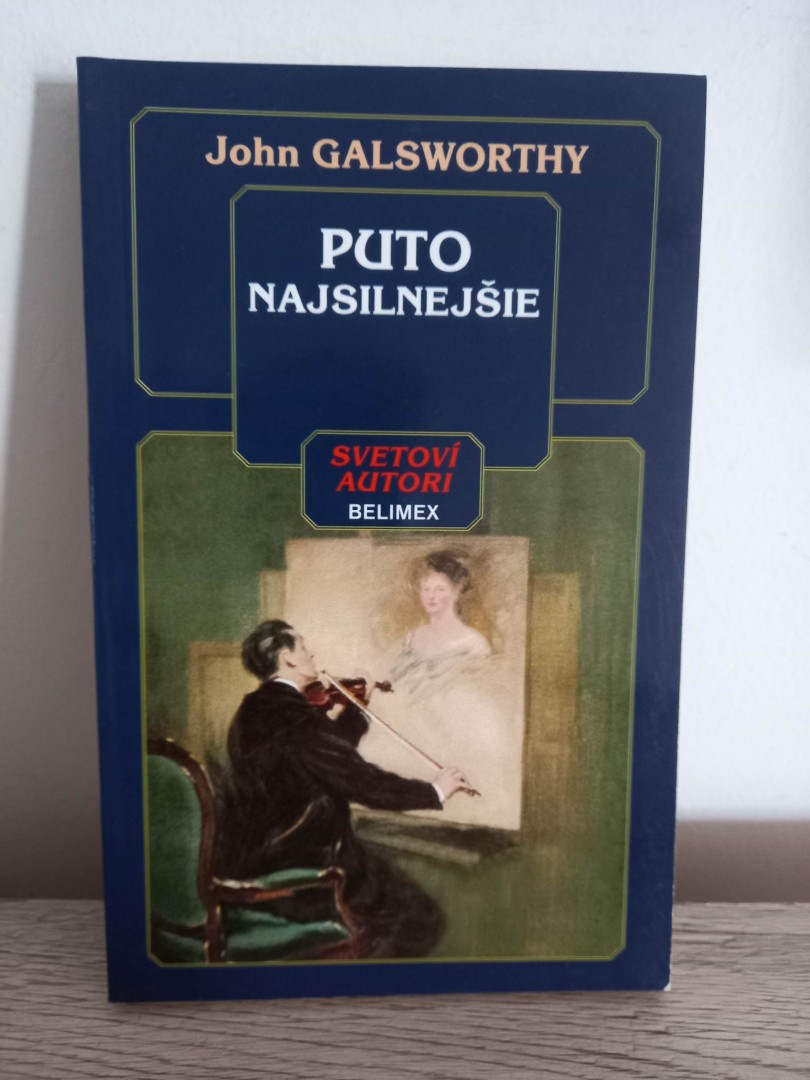 John GALSWORTHY
PUTO
NAJSILNEJŠIE
SVETOVÍ
AUTORI
BELIMEX